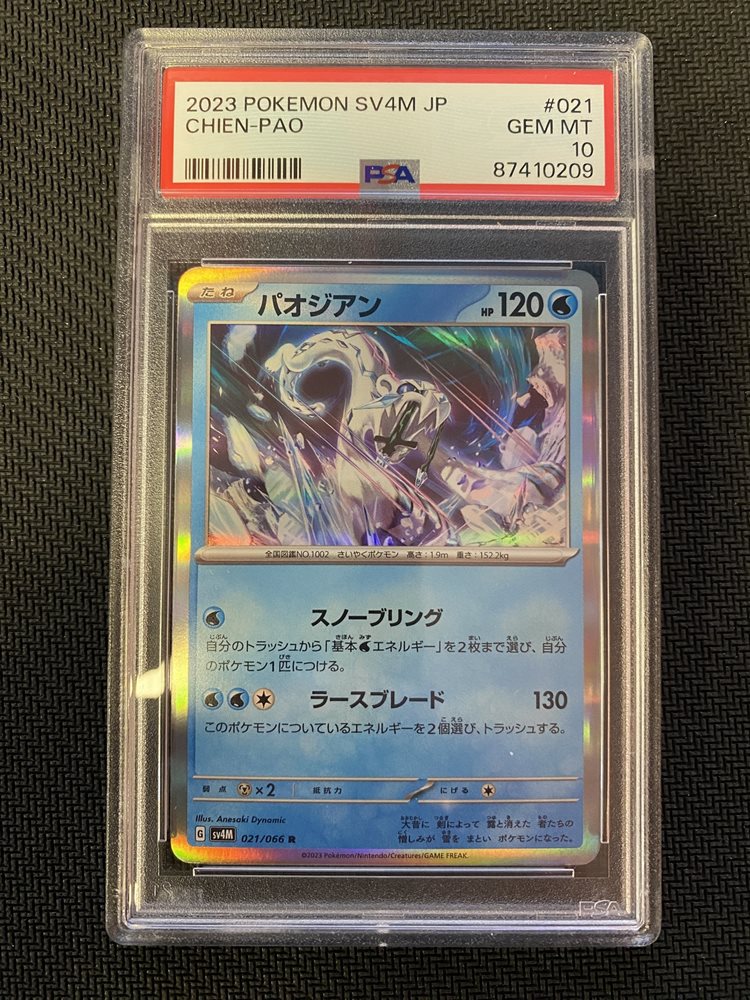 2023 POKEMON SV4M JP #021
CHIEN-PAO GEM MT
10
PSA 87410209
たね パオジアン HP 120
全国図鑑NO.1002 さいやくポケモン 高さ:1.9m 重さ:152.2kg
スノーブリング
自分のトラッシュから「基本エネルギー」を2枚まで選び、自分
のポケモン1匹につける。
ラースブレード 130
このポケモンについているエネルギーを2個選び、トラッシュする。
弱点 ×2 抵抗力 にげる
Illus. Anesaki Dynamic
大昔に 剣によって 露と消えた 者たちの
G sv4M 021/066 R
憎しみが 雪を まとい ポケモンになった。
©2023 Pokémon/Nintendo/Creatures/GAME FREAK.
PSA